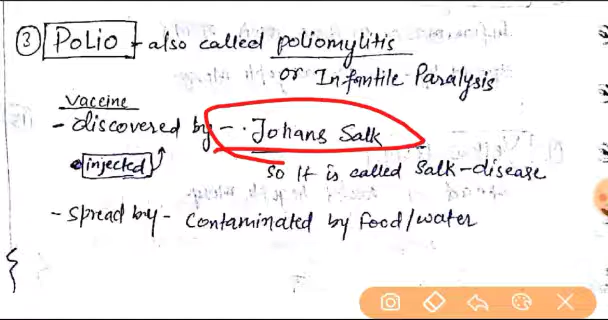 ③ Polio - also called poliomylitis
or Infantile Paralysis
Vaccine
- discovered by - Johans Salk
injected
so it is called Salk-disease
- spread by - contaminated by food/water